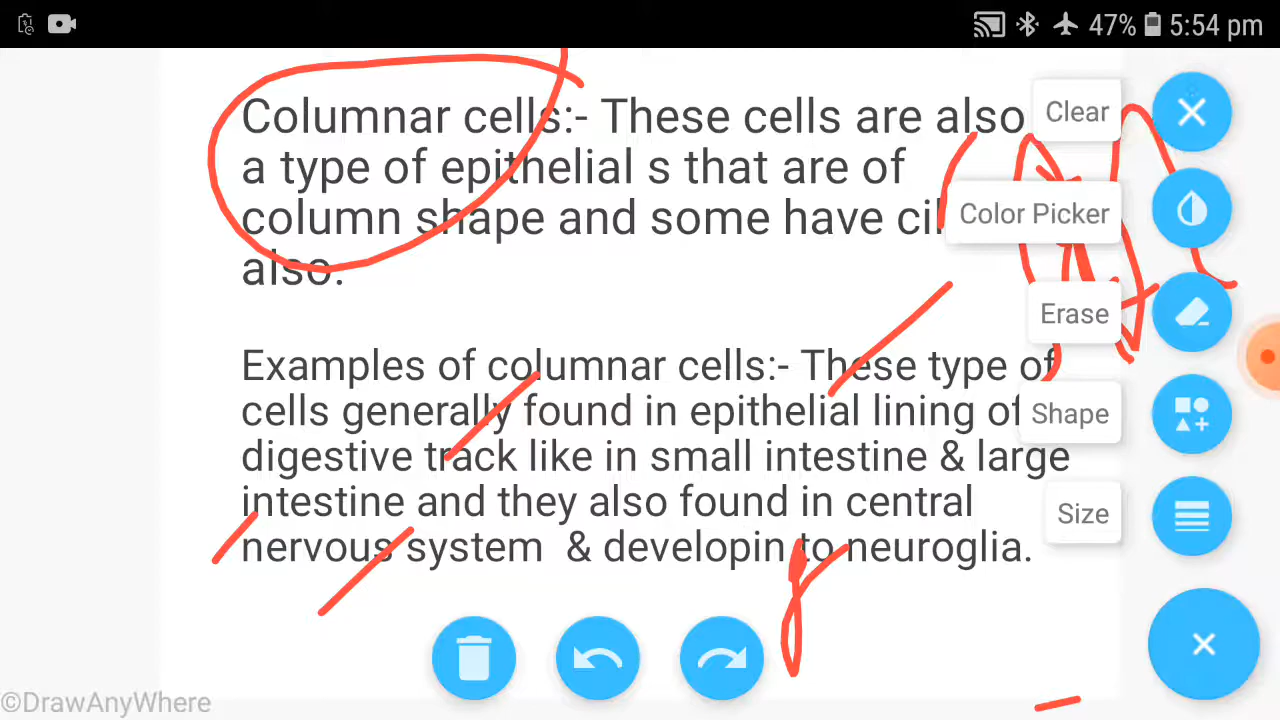 47% 5:54 pm
Columnar cells:- These cells are also
a type of epithelial s that are of
column shape and some have
also.
Examples of columnar cells:- These type of
cells generally found in epithelial lining of
digestive track like in small intestine & large
intestine and they also found in central
nervous system & developin to neuroglia.
Clear
Color Picker
Erase
Shape
Size
©DrawAnyWhere